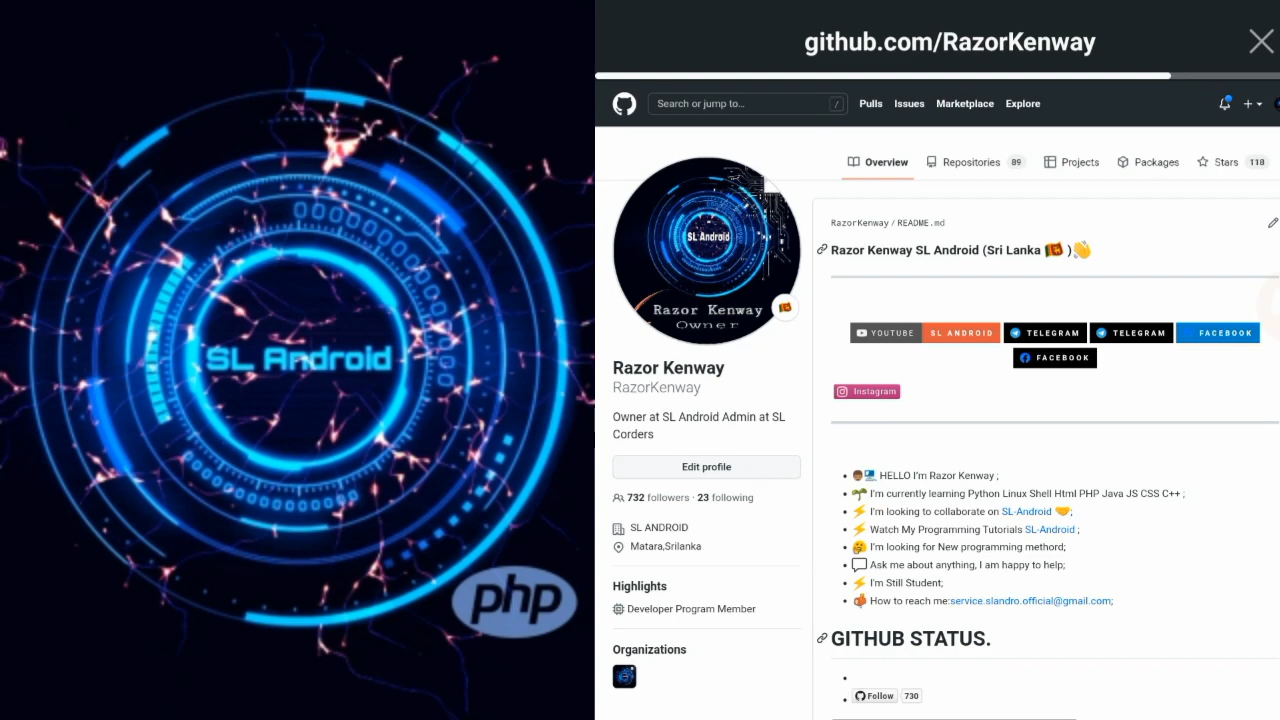 SL Android
php
github.com/RazorKenway
Search or jump to... /
Pulls Issues Marketplace Explore
Overview Repositories 89 Projects Packages Stars 118
SL Android
Razor Kenway
Owner
Razor Kenway
RazorKenway
Owner at SL Android Admin at SL
Corders
Edit profile
732 followers · 23 following
SL ANDROID
Matara,Srilanka
Highlights
Developer Program Member
Organizations
RazorKenway / README.md
Razor Kenway SL Android (Sri Lanka 🇱🇰 )👋
YOUTUBE SL ANDROID TELEGRAM TELEGRAM FACEBOOK
FACEBOOK
Instagram
HELLO I'm Razor Kenway ;
I'm currently learning Python Linux Shell Html PHP Java JS CSS C++ ;
I'm looking to collaborate on SL-Android 🤝;
Watch My Programming Tutorials SL-Android ;
I'm looking for New programming methord;
Ask me about anything, I am happy to help;
I'm Still Student;
How to reach me:service.slandro.official@gmail.com;
GITHUB STATUS.
Follow 730